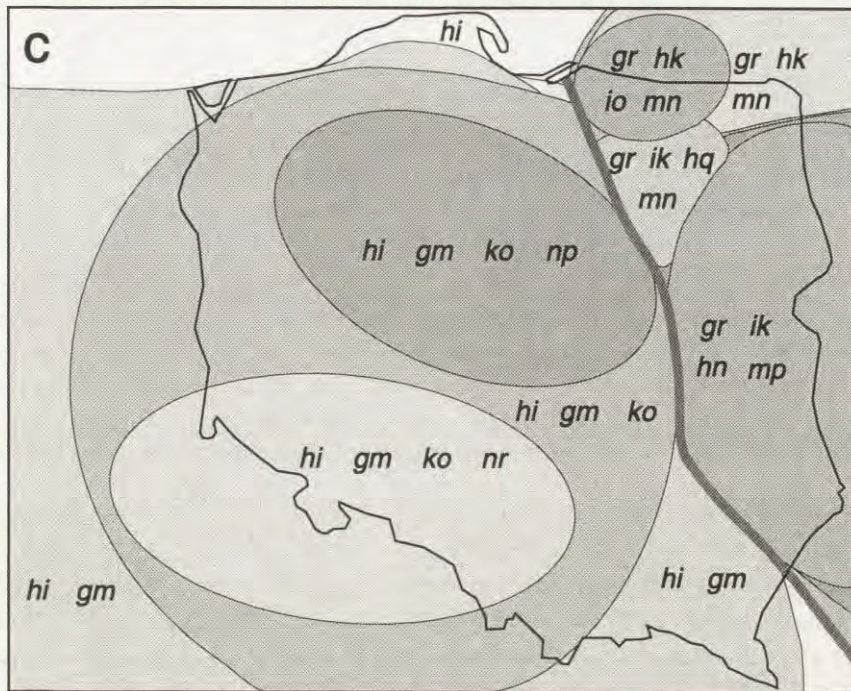 C
hi
gr hk
io mn
gr hk
mn
gr ik hq
mn
hi gm ko np
gr ik
hn mp
hi gm ko
hi gm ko nr
hi gm
hi gm